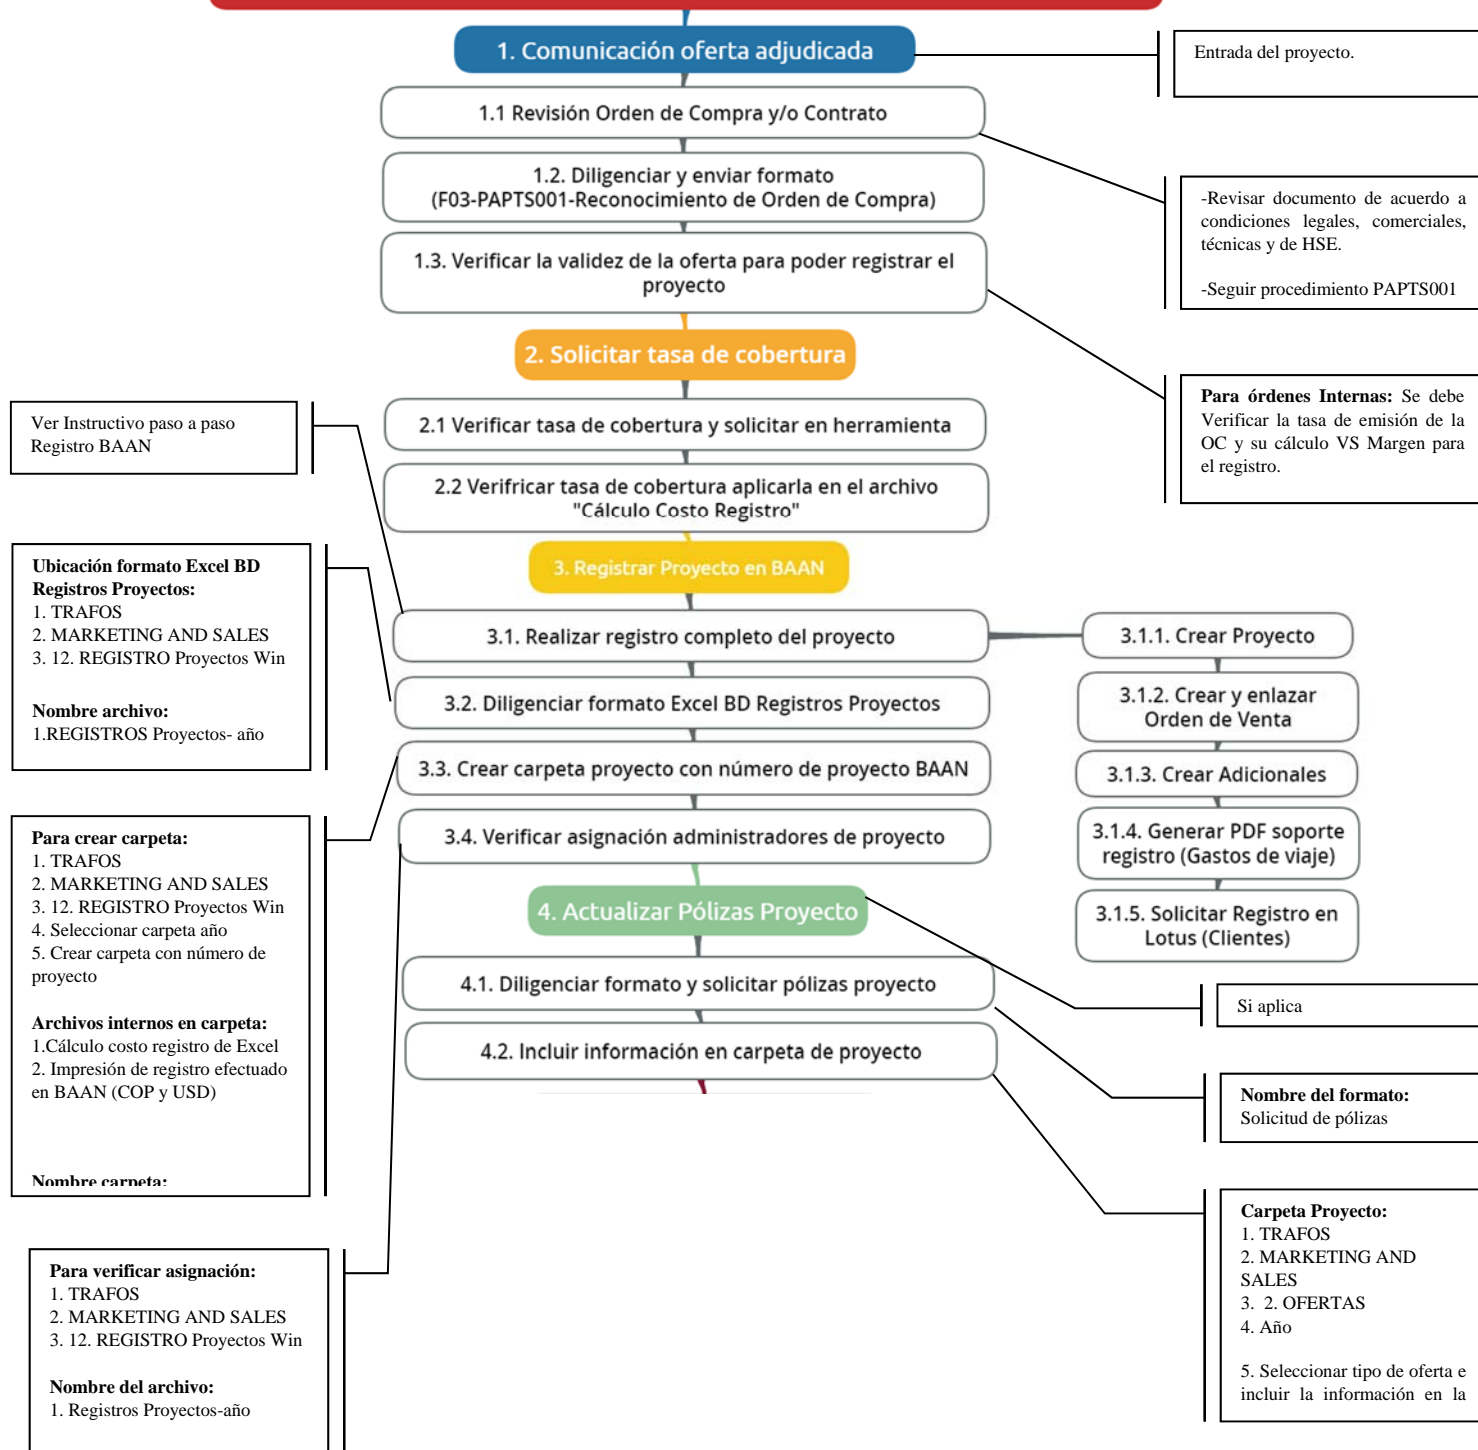 1. Comunicación oferta adjudicada
Entrada del proyecto.
1.1 Revisión Orden de Compra y/o Contrato
1.2. Diligenciar y enviar formato
(F03-PAPTS001-Reconocimiento de Orden de Compra)
-Revisar documento de acuerdo a
condiciones legales, comerciales,
técnicas y de HSE.
-Seguir procedimiento PAPTS001
1.3. Verificar la validez de la oferta para poder registrar el
proyecto
2. Solicitar tasa de cobertura
Para órdenes Internas: Se debe
Verificar la tasa de emisión de la
OC y su cálculo VS Margen para
el registro.
Ver Instructivo paso a paso
Registro BAAN
2.1 Verificar tasa de cobertura y solicitar en herramienta
2.2 Verifricar tasa de cobertura aplicarla en el archivo
"Cálculo Costo Registro"
3. Registrar Proyecto en BAAN
Ubicación formato Excel BD
Registros Proyectos:
1. TRAFOS
2. MARKETING AND SALES
3. 12. REGISTRO Proyectos Win
Nombre archivo:
1.REGISTROS Proyectos- año
3.1. Realizar registro completo del proyecto
3.1.1. Crear Proyecto
3.2. Diligenciar formato Excel BD Registros Proyectos
3.1.2. Crear y enlazar
Orden de Venta
3.3. Crear carpeta proyecto con número de proyecto BAAN
3.1.3. Crear Adicionales
3.4. Verificar asignación administradores de proyecto
3.1.4. Generar PDF soporte
registro (Gastos de viaje)
3.1.5. Solicitar Registro en
Lotus (Clientes)
Para crear carpeta:
1. TRAFOS
2. MARKETING AND SALES
3. 12. REGISTRO Proyectos Win
4. Seleccionar carpeta año
5. Crear carpeta con número de
proyecto
Archivos internos en carpeta:
1.Cálculo costo registro de Excel
2. Impresión de registro efectuado
en BAAN (COP y USD)
Nombre carpeta:
4. Actualizar Pólizas Proyecto
4.1. Diligenciar formato y solicitar pólizas proyecto
Si aplica
4.2. Incluir información en carpeta de proyecto
Nombre del formato:
Solicitud de pólizas
Para verificar asignación:
1. TRAFOS
2. MARKETING AND SALES
3. 12. REGISTRO Proyectos Win
Nombre del archivo:
1. Registros Proyectos-año
Carpeta Proyecto:
1. TRAFOS
2. MARKETING AND
SALES
3. 2. OFERTAS
4. Año
5. Seleccionar tipo de oferta e
incluir la información en la